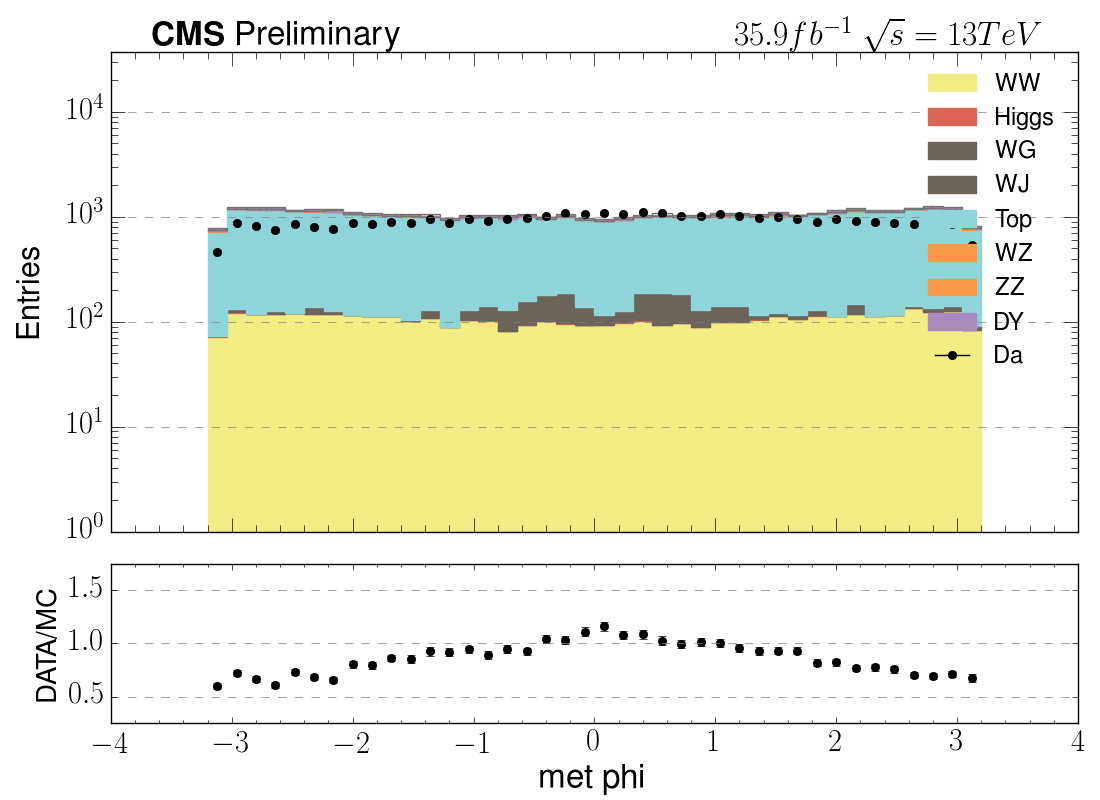 CMS Preliminary
35.9fb⁻¹ √s = 13TeV
Entries
10⁴
10³
10²
10¹
10⁰
WW
Higgs
WG
WJ
Top
WZ
ZZ
DY
Da
DATA/MC
1.5
1.0
0.5
−4 −3 −2 −1 0 1 2 3 4
met phi